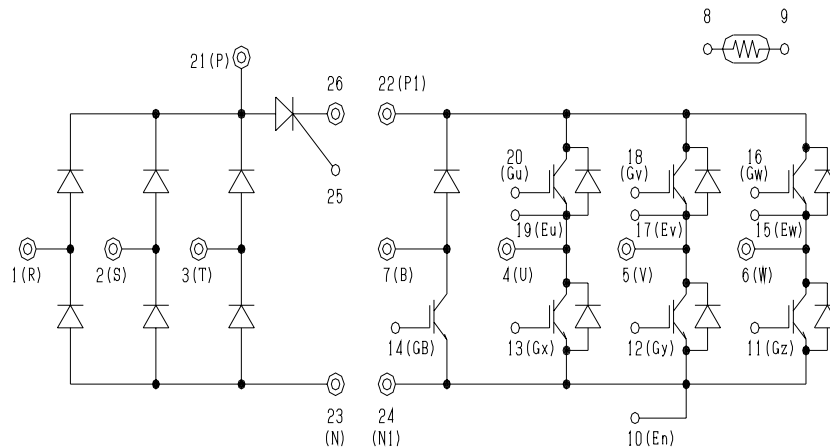 8 9
21(P) 26 22(P1)
25
20 18 16
(Gu) (Gv) (Gw)
19(Eu) 17(Ev) 15(Ew)
1(R) 2(S) 3(T) 7(B) 4(U) 5(V) 6(W)
14(GB) 13(Gx) 12(Gy) 11(Gz)
23 24
(N) (N1)
10(En)